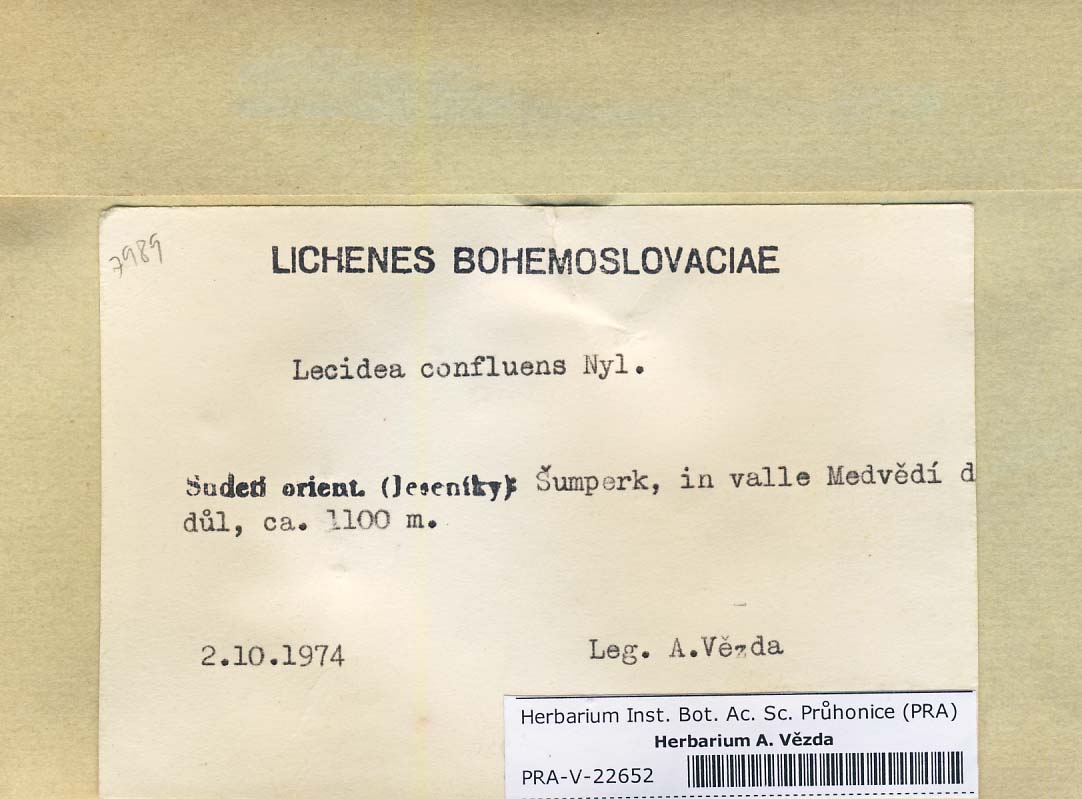 7989
LICHENES BOHEMOSLOVACIAE
Lecidea confluens Nyl.
Sudeti orient. (Jeseníky): Šumperk, in valle Medvědí d
důl, ca. 1100 m.
2.10.1974
Leg. A.Vězda
Herbarium Inst. Bot. Ac. Sc. Průhonice (PRA)
Herbarium A. Vězda
PRA-V-22652